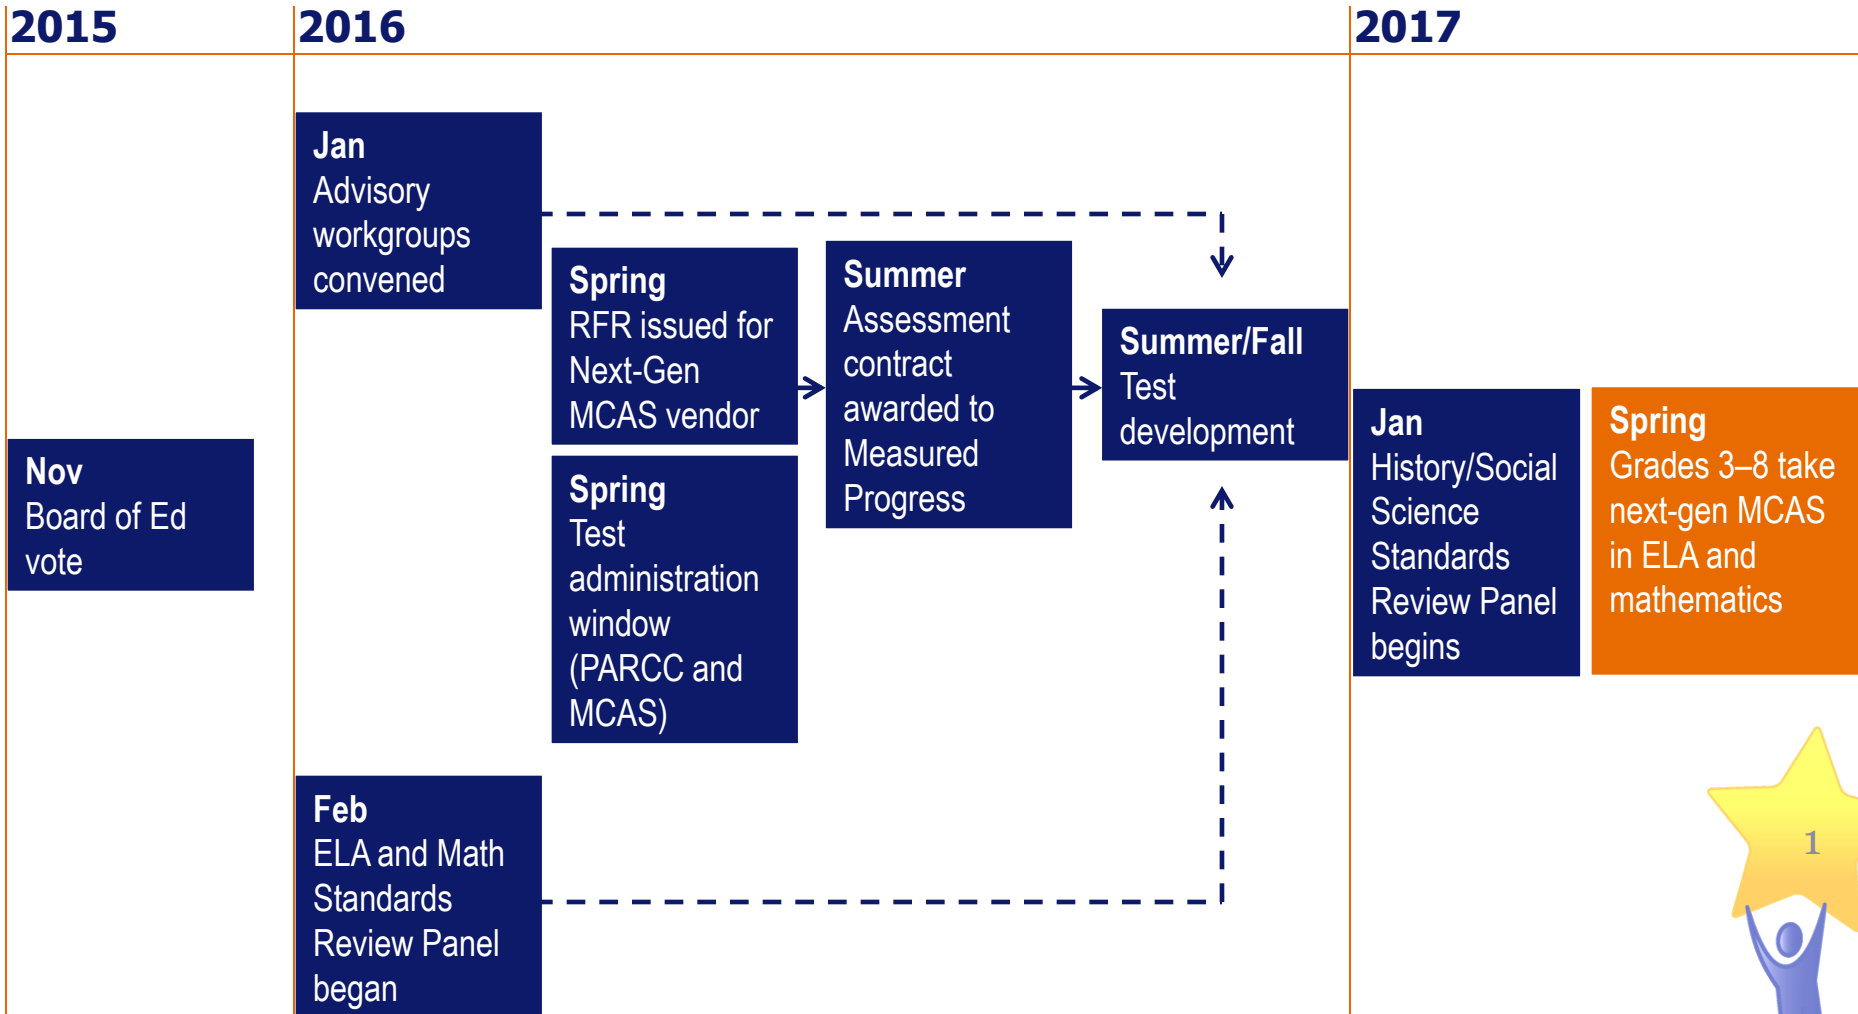 2015
2016
2017
Nov
Board of Ed
vote
Jan
Advisory
workgroups
convened
Feb
ELA and Math
Standards
Review Panel
began
Spring
RFR issued for
Next-Gen
MCAS vendor
Spring
Test
administration
window
(PARCC and
MCAS)
Summer
Assessment
contract
awarded to
Measured
Progress
Summer/Fall
Test
development
Jan
History/Social
Science
Standards
Review Panel
begins
Spring
Grades 3–8 take
next-gen MCAS
in ELA and
mathematics
1